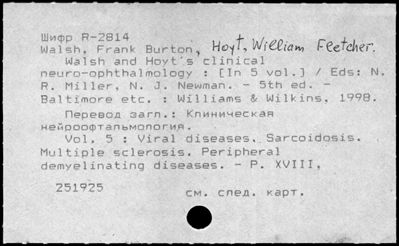 Шифр R-2814
Walsh, Frank Burton, Hoyt, William Fletcher.
Walsh and Hoyt's clinical
neuro-ophthalmology : [In 5 vol.] / Eds: N.
R. Miller, N. J. Newman. - 5th ed. -
Baltimore etc. : Williams & Wilkins, 1998.
Перевод загл.: Клиническая
нейроофтальмология.
Vol. 5 : Viral diseases. Sarcoidosis.
Multiple sclerosis. Peripheral
demyelinating diseases. - P. XVIII,
251925 см. след. карт.